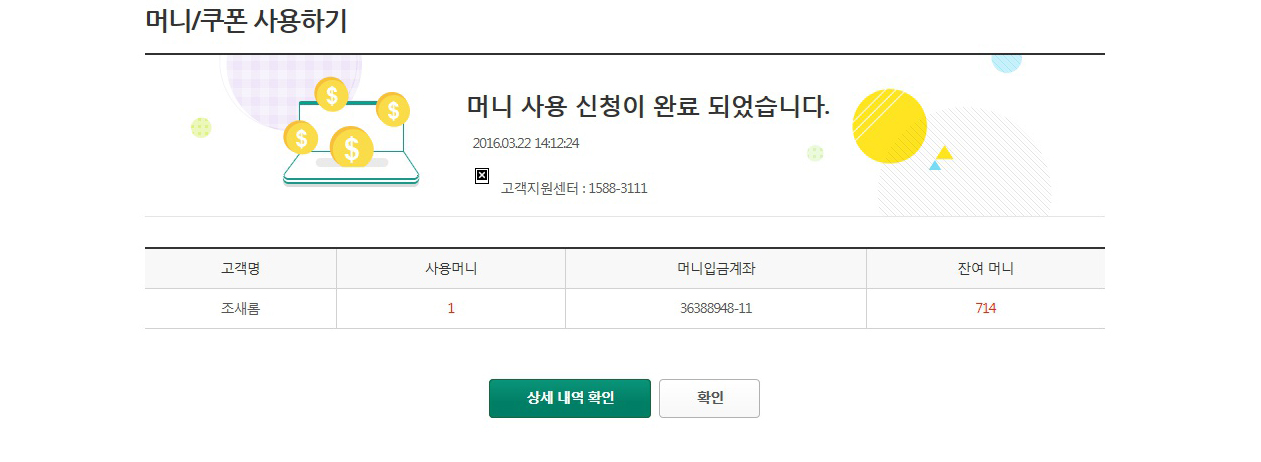 머니/쿠폰 사용하기
$ $ $ $
머니 사용 신청이 완료 되었습니다.
2016.03.22 14:12:24
고객지원센터 : 1588-3111
고객명 사용머니 머니입금계좌 잔여 머니
조새롬 1 36388948-11 714
상세 내역 확인 확인